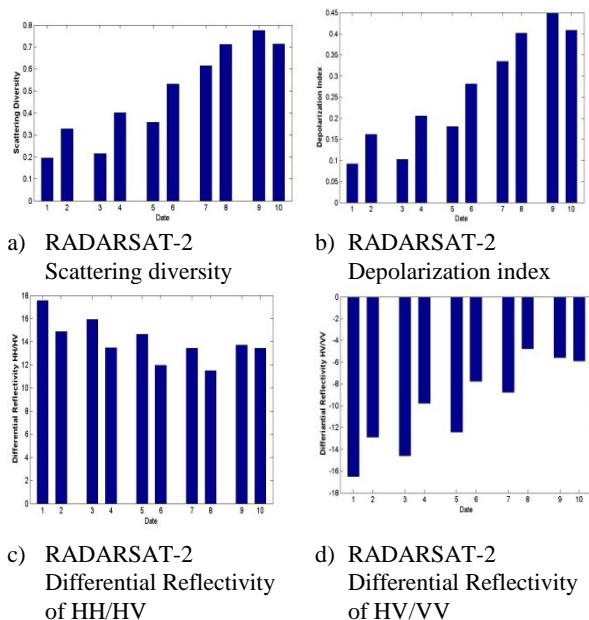 0.8
0.7
0.6
0.5
0.4
0.3
0.2
0.1
0
Scattering Diversity
1 2 3 4 5 6 7 8 9 10
Date
a) RADARSAT-2
Scattering diversity
0.45
0.4
0.35
0.3
0.25
0.2
0.15
0.1
0.05
0
Depolarization Index
1 2 3 4 5 6 7 8 9 10
Date
b) RADARSAT-2
Depolarization index
18
16
14
12
10
8
6
4
2
0
Differential Reflectivity HH/HV
1 2 3 4 5 6 7 8 9 10
Date
c) RADARSAT-2
Differential Reflectivity
of HH/HV
0
-2
-4
-6
-8
-10
-12
-14
-16
-18
Differiantial Reflectivity HV/VV
1 2 3 4 5 6 7 8 9 10
Date
d) RADARSAT-2
Differential Reflectivity
of HV/VV